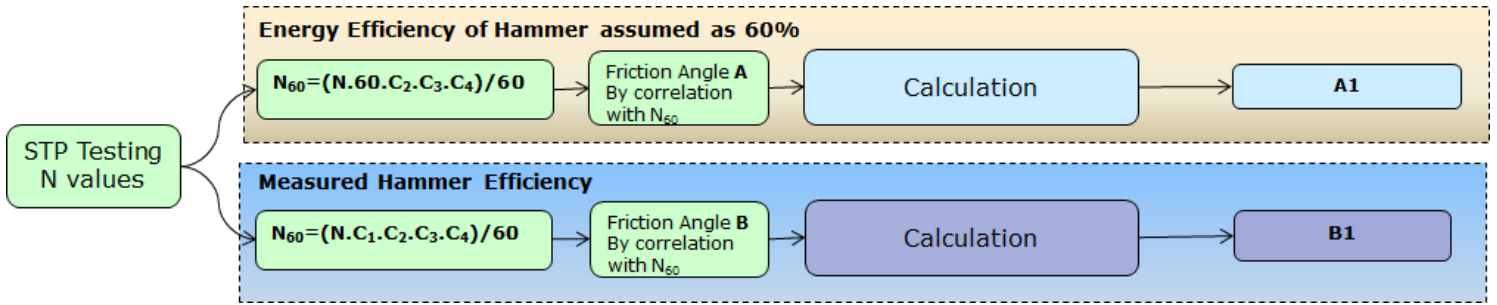 STP Testing
N values
Energy Efficiency of Hammer assumed as 60%
N₆₀=(N.60.C₂.C₃.C₄)/60
Friction Angle A
By correlation
with N₆₀
Calculation
A1
Measured Hammer Efficiency
N₆₀=(N.C₁.C₂.C₃.C₄)/60
Friction Angle B
By correlation
with N₆₀
Calculation
B1